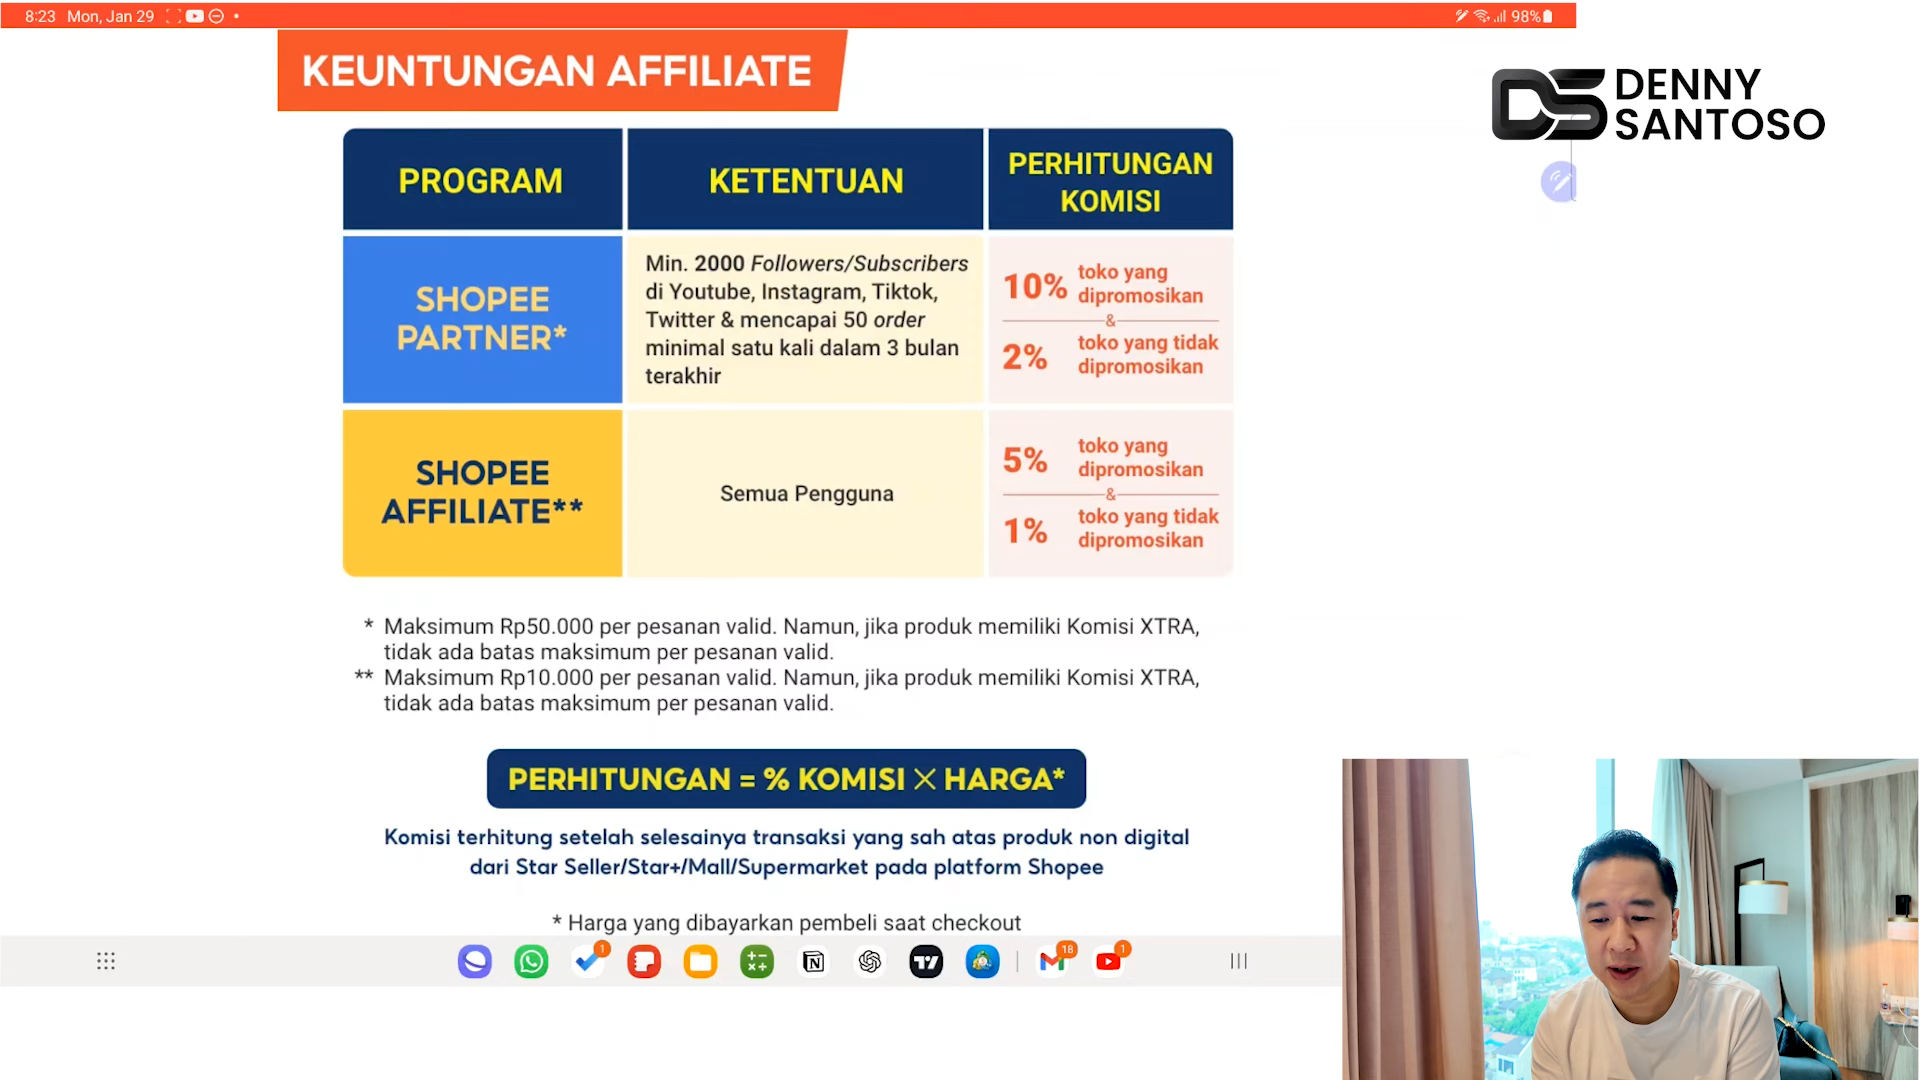 8:23 Mon, Jan 29
98%
KEUNTUNGAN AFFILIATE
DENNY
SANTOSO
PROGRAM
KETENTUAN
PERHITUNGAN
KOMISI
SHOPEE
PARTNER*
Min. 2000 Followers/Subscribers
di Youtube, Instagram, Tiktok,
Twitter & mencapai 50 order
minimal satu kali dalam 3 bulan
terakhir
10% toko yang
dipromosikan
&
2% toko yang tidak
dipromosikan
SHOPEE
AFFILIATE**
Semua Pengguna
5% toko yang
dipromosikan
&
1% toko yang tidak
dipromosikan
* Maksimum Rp50.000 per pesanan valid. Namun, jika produk memiliki Komisi XTRA,
tidak ada batas maksimum per pesanan valid.
** Maksimum Rp10.000 per pesanan valid. Namun, jika produk memiliki Komisi XTRA,
tidak ada batas maksimum per pesanan valid.
PERHITUNGAN = % KOMISI X HARGA*
Komisi terhitung setelah selesainya transaksi yang sah atas produk non digital
dari Star Seller/Star+/Mall/Supermarket pada platform Shopee
* Harga yang dibayarkan pembeli saat checkout
1
18
1